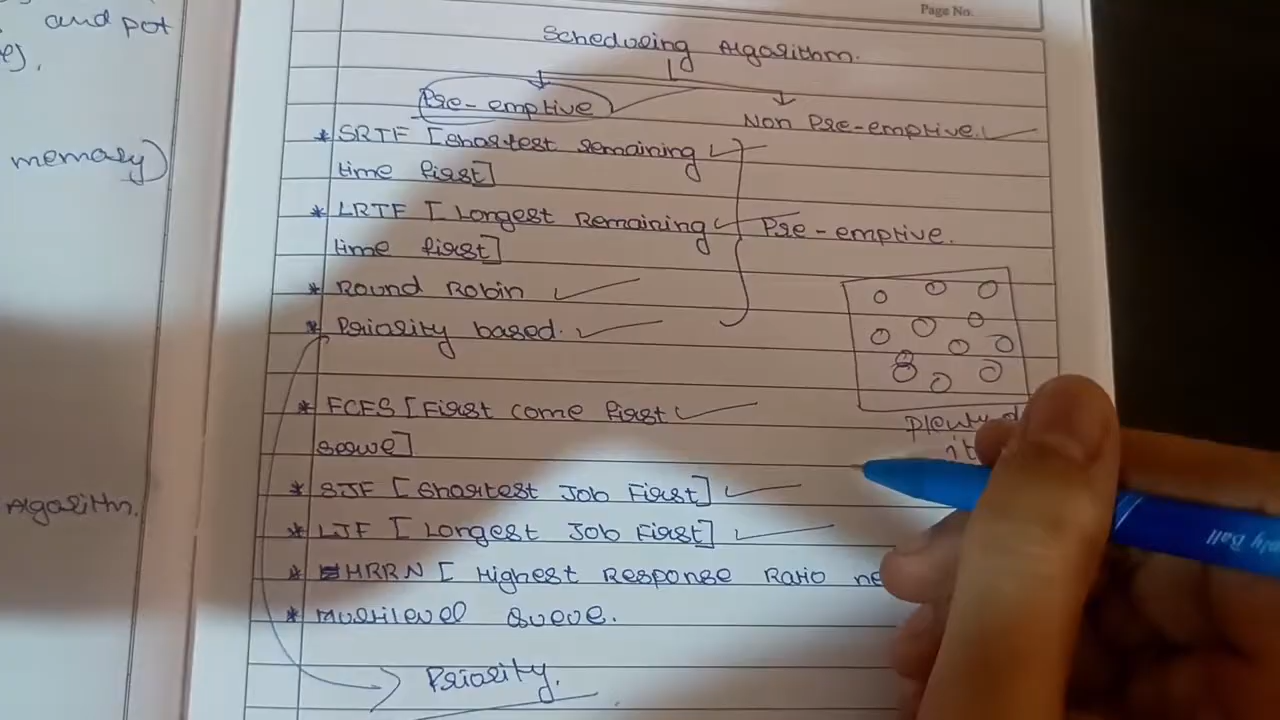 and pot
es).
memory)
Algorithm.
Page No.
Scheduling Algorithm.
Pre-emptive
Non Pre-emptive.
* SRTF [Shortest remaining
time first]
* LRTF [Longest Remaining
time first]
Pre-emptive.
* Round Robin
* Priority based.
* FCFS [First come first
serve]
* SJF [Shortest Job First]
* LJF [Longest Job First]
* HRRN [Highest Response Ratio ne
* Multilevel Queue.
Priority.